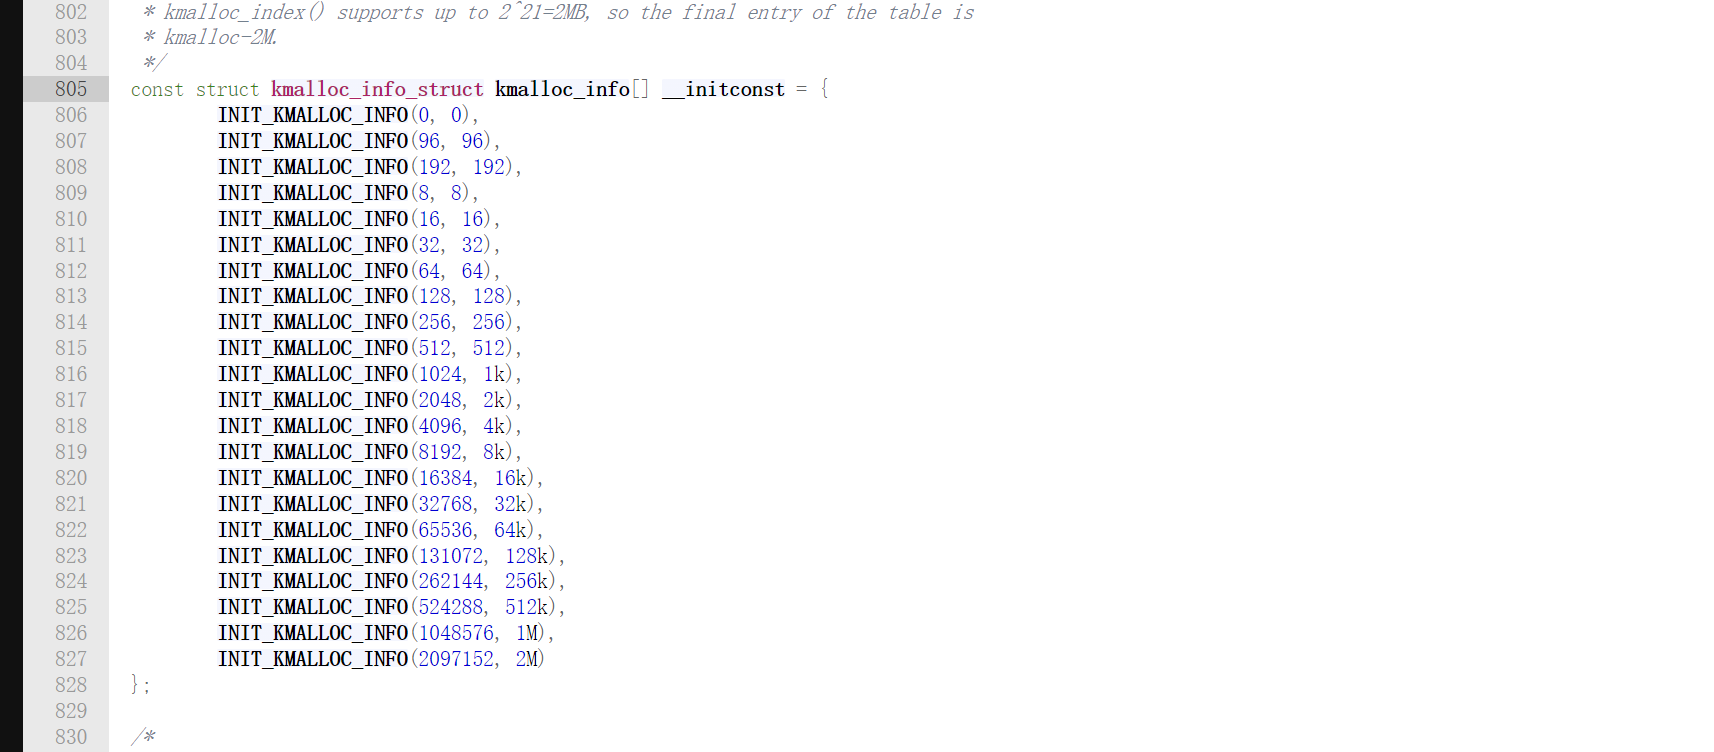 802 * kmalloc_index() supports up to 2^21=2MB, so the final entry of the table is
803 * kmalloc-2M.
804 */
805 const struct kmalloc_info_struct kmalloc_info[] __initconst = {
806 INIT_KMALLOC_INFO(0, 0),
807 INIT_KMALLOC_INFO(96, 96),
808 INIT_KMALLOC_INFO(192, 192),
809 INIT_KMALLOC_INFO(8, 8),
810 INIT_KMALLOC_INFO(16, 16),
811 INIT_KMALLOC_INFO(32, 32),
812 INIT_KMALLOC_INFO(64, 64),
813 INIT_KMALLOC_INFO(128, 128),
814 INIT_KMALLOC_INFO(256, 256),
815 INIT_KMALLOC_INFO(512, 512),
816 INIT_KMALLOC_INFO(1024, 1k),
817 INIT_KMALLOC_INFO(2048, 2k),
818 INIT_KMALLOC_INFO(4096, 4k),
819 INIT_KMALLOC_INFO(8192, 8k),
820 INIT_KMALLOC_INFO(16384, 16k),
821 INIT_KMALLOC_INFO(32768, 32k),
822 INIT_KMALLOC_INFO(65536, 64k),
823 INIT_KMALLOC_INFO(131072, 128k),
824 INIT_KMALLOC_INFO(262144, 256k),
825 INIT_KMALLOC_INFO(524288, 512k),
826 INIT_KMALLOC_INFO(1048576, 1M),
827 INIT_KMALLOC_INFO(2097152, 2M)
828 };
829
830 /*